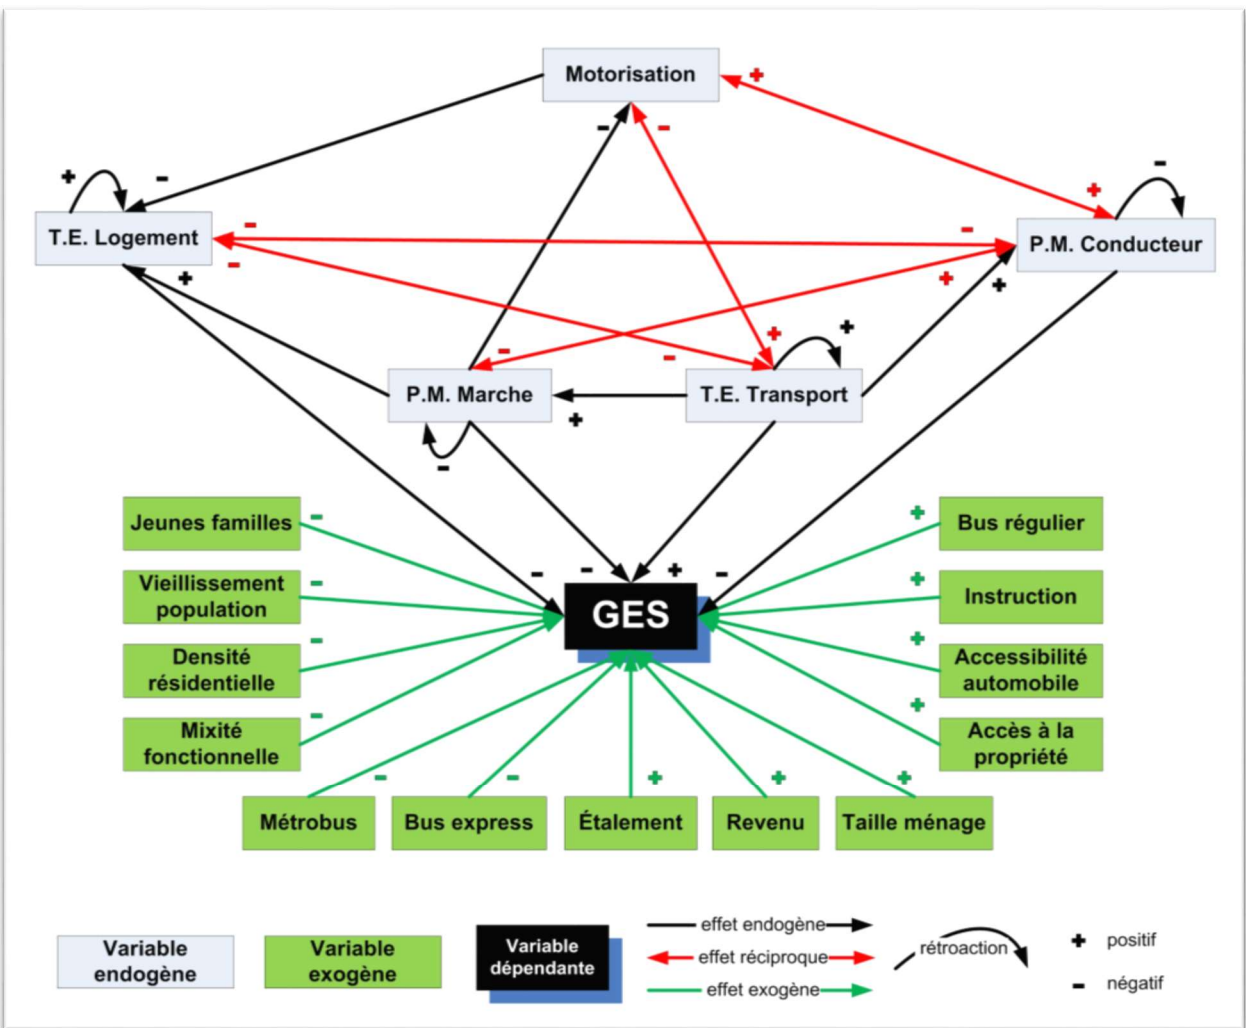 Motorisation
+
-
-
+
-
+
-
T.E. Logement
-
-
+
P.M. Conducteur
-
+
+
+
+
+
-
-
P.M. Marche
T.E. Transport
+
-
Jeunes familles
-
+
Bus régulier
-
-
+
-
Vieillissement
population
-
GES
+
Instruction
Densité
résidentielle
-
+
Accessibilité
automobile
Mixité
fonctionnelle
-
+
Accès à la
propriété
-
-
+
+
+
Métrobus
Bus express
Étalement
Revenu
Taille ménage
Variable
endogène
Variable
exogène
Variable
dépendante
effet endogène
effet réciproque
effet exogène
rétroaction
+ positif
- négatif